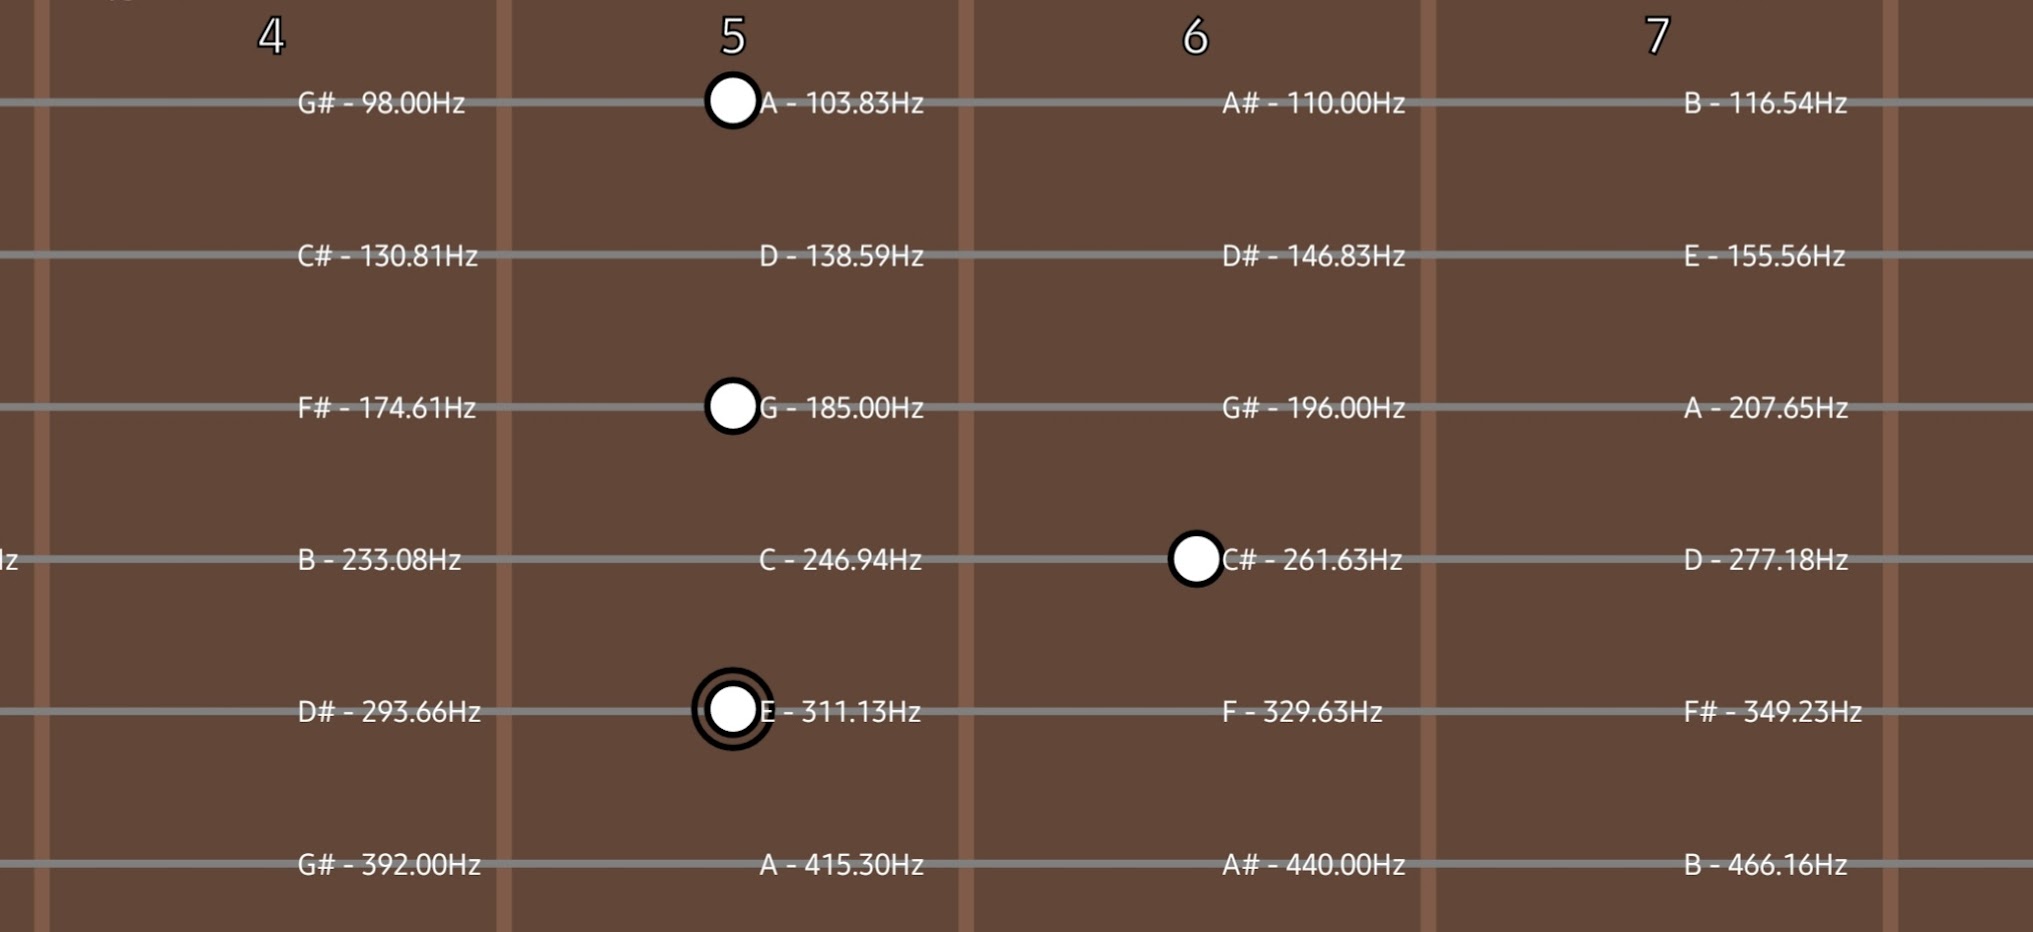 4 5 6 7
G# - 98.00Hz A - 103.83Hz A# - 110.00Hz B - 116.54Hz
C# - 130.81Hz D - 138.59Hz D# - 146.83Hz E - 155.56Hz
F# - 174.61Hz G - 185.00Hz G# - 196.00Hz A - 207.65Hz
Hz B - 233.08Hz C - 246.94Hz C# - 261.63Hz D - 277.18Hz
D# - 293.66Hz E - 311.13Hz F - 329.63Hz F# - 349.23Hz
G# - 392.00Hz A - 415.30Hz A# - 440.00Hz B - 466.16Hz